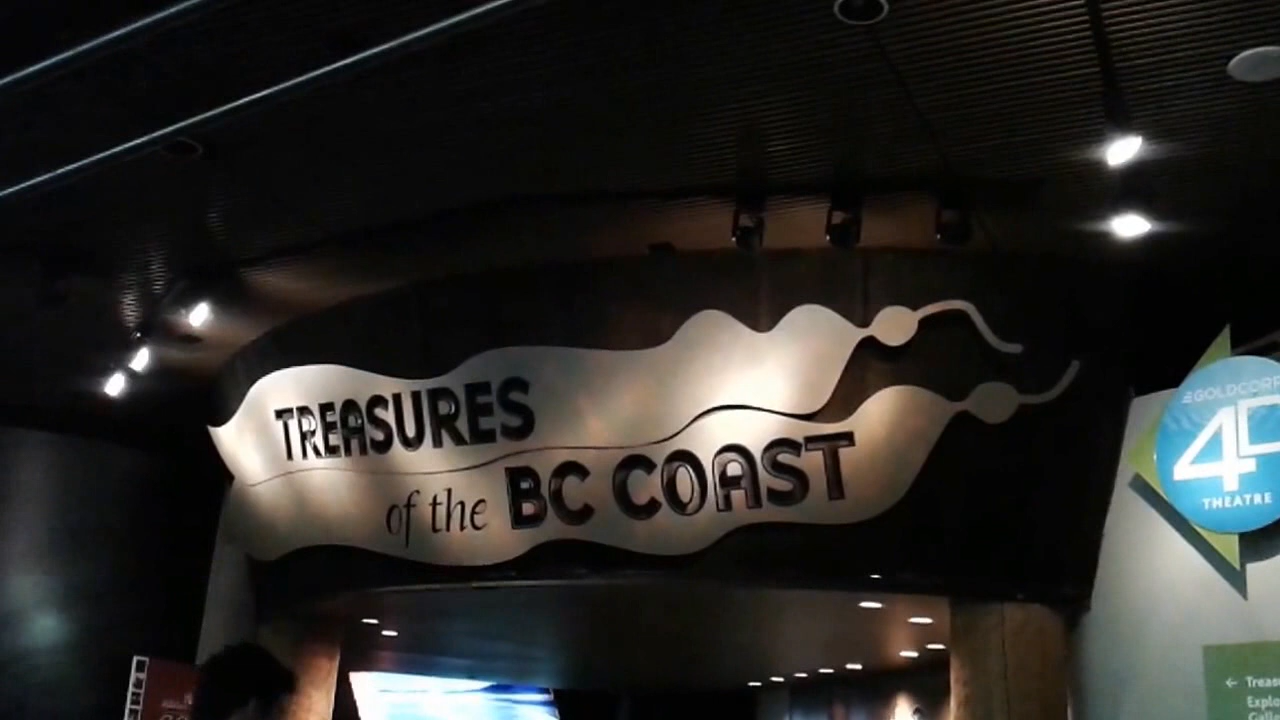 TREASURES
of the BC COAST
GOLDCORP
4D
THEATRE
←